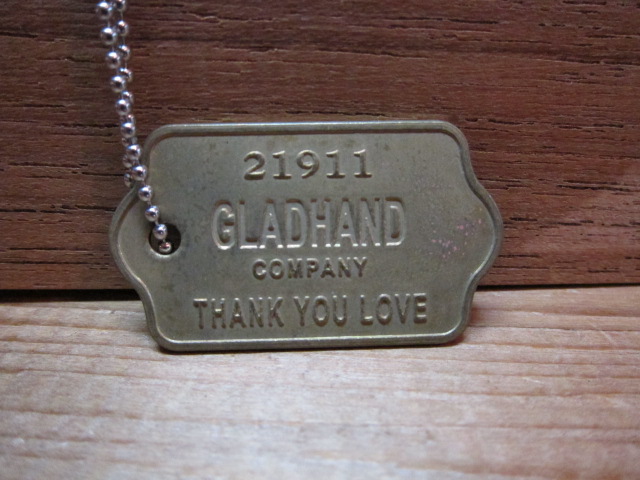 21911
GLADHAND
COMPANY
THANK YOU LOVE